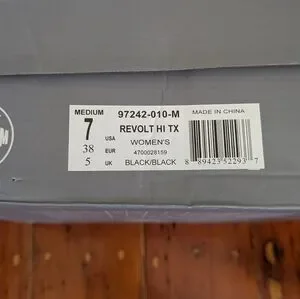 MEDIUM
7 USA
38 EUR
5 UK
97242-010-M
REVOLT HI TX
WOMEN'S
4700028159
BLACK/BLACK
MADE IN CHINA
8 89423 52293 7
M